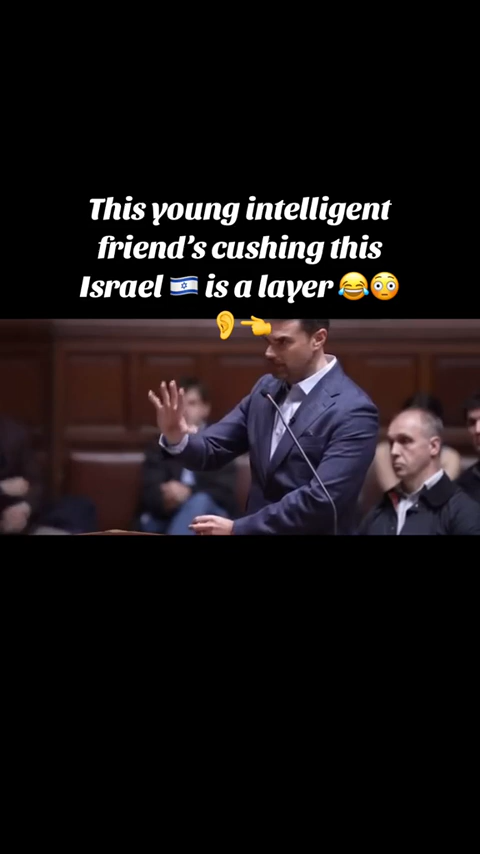 This young intelligent
friend's cushing this
Israel 🇮🇱 is a layer 😂😳
👂👈